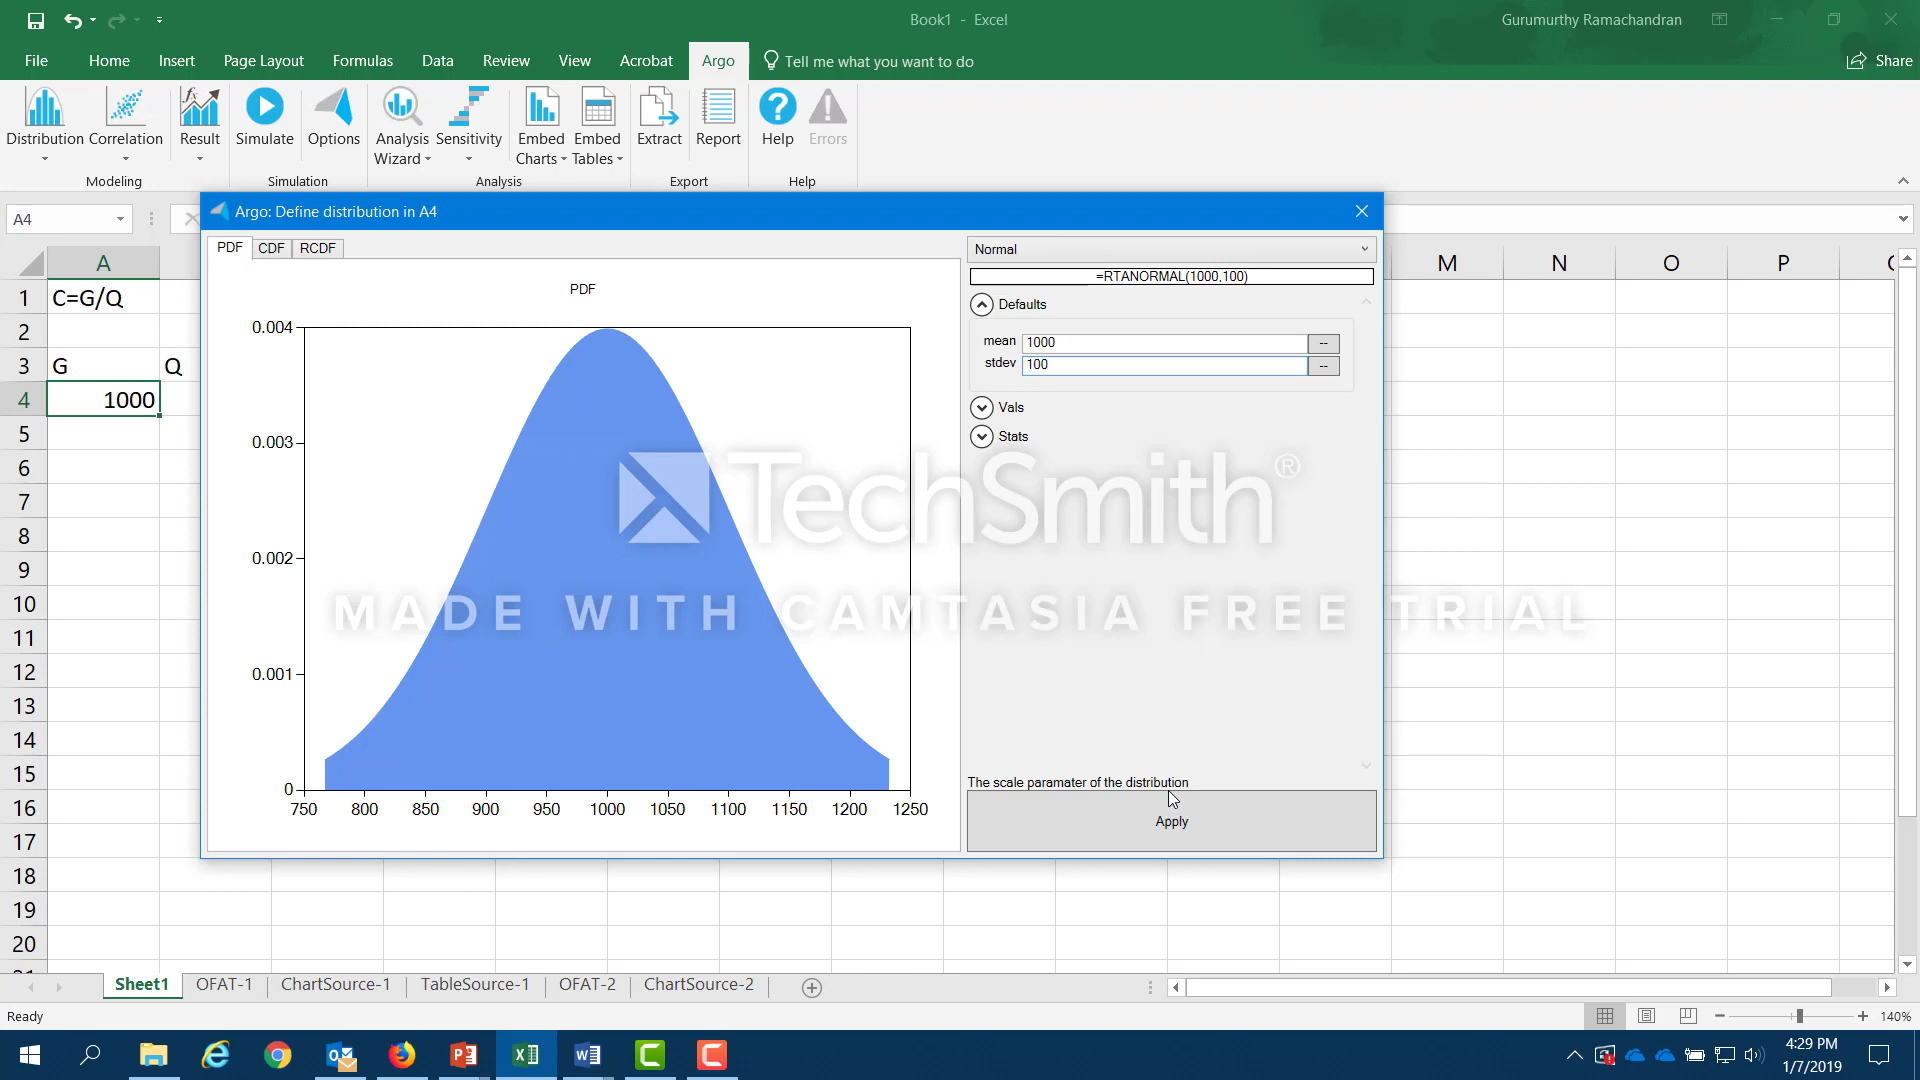 Book1 - Excel
Gurumurthy Ramachandran
File Home Insert Page Layout Formulas Data Review View Acrobat Argo Tell me what you want to do
Share
Distribution Correlation Result Simulate Options Analysis Wizard Sensitivity Embed Charts Embed Tables Extract Report Help Errors
Modeling Simulation Analysis Export Help
A4
Argo: Define distribution in A4
PDF CDF RCDF
Normal
=RTANORMAL(1000,100)
Defaults
mean 1000 --
stdev 100 --
Vals
Stats
PDF
0.004
0.003
0.002
0.001
0
750 800 850 900 950 1000 1050 1100 1150 1200 1250
The scale paramater of the distribution
Apply
A M N O P
1 C=G/Q
2
3 G Q
4 1000
5
6
7
8
9
10
11
12
13
14
15
16
17
18
19
20
TechSmith®
MADE WITH CAMTASIA FREE TRIAL
Sheet1 OFAT-1 ChartSource-1 TableSource-1 OFAT-2 ChartSource-2
Ready
140%
4:29 PM
1/7/2019